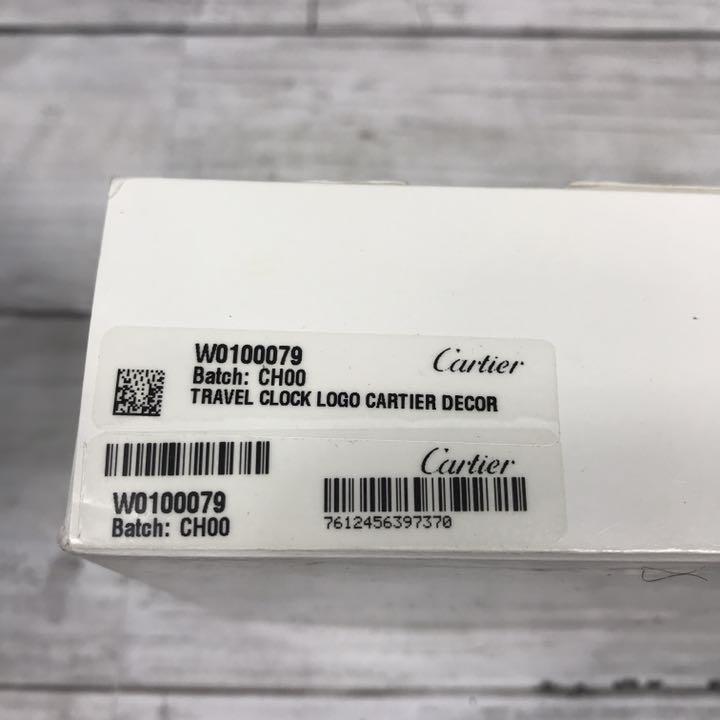 W0100079
Cartier
Batch: CH00
TRAVEL CLOCK LOGO CARTIER DECOR
Cartier
W0100079
Batch: CH00
7612456397370